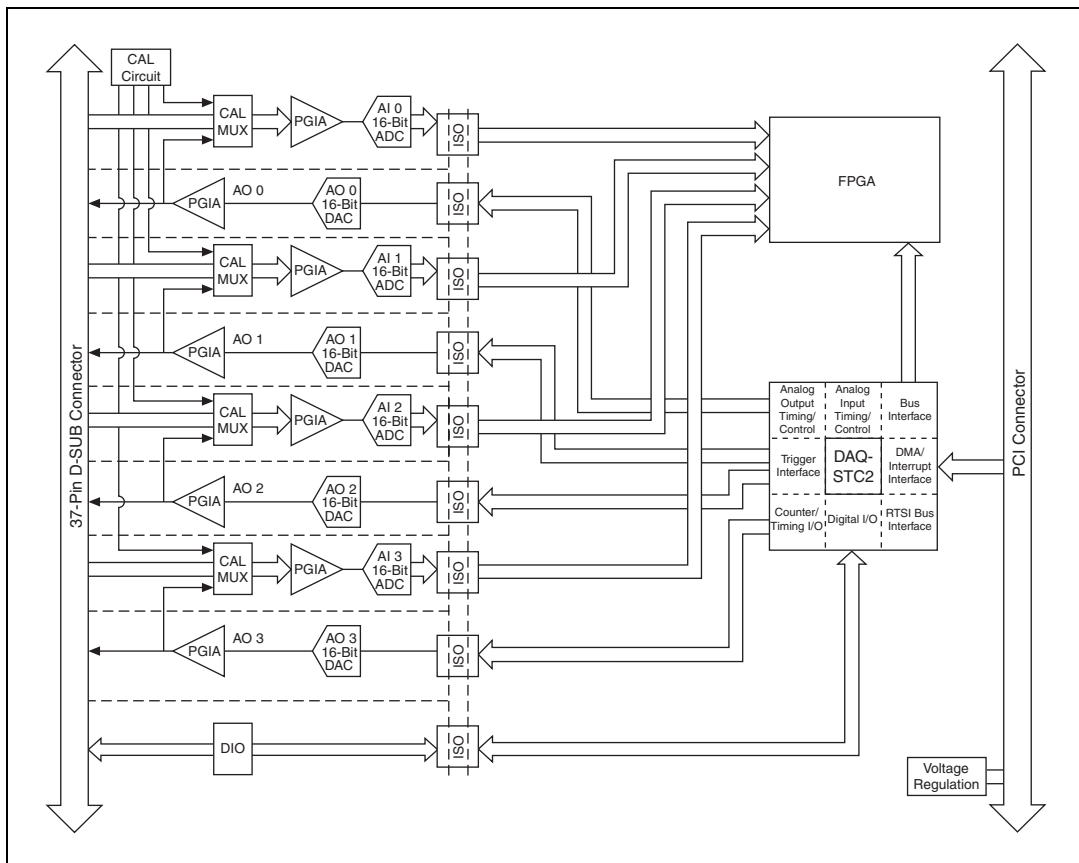 CAL
Circuit
CAL
MUX
PGIA
AI 0
16-Bit
ADC
ISO
PGIA
AO 0
AO 0
16-Bit
DAC
ISO
CAL
MUX
PGIA
AI 1
16-Bit
ADC
ISO
PGIA
AO 1
AO 1
16-Bit
DAC
ISO
CAL
MUX
PGIA
AI 2
16-Bit
ADC
ISO
PGIA
AO 2
AO 2
16-Bit
DAC
ISO
CAL
MUX
PGIA
AI 3
16-Bit
ADC
ISO
PGIA
AO 3
AO 3
16-Bit
DAC
ISO
DIO
ISO
37-Pin D-SUB Connector
FPGA
Analog
Output
Timing/
Control
Analog
Input
Timing/
Control
Bus
Interface
Trigger
Interface
DAQ-
STC2
DMA/
Interrupt
Interface
Counter/
Timing I/O
Digital I/O
RTSI Bus
Interface
PCI Connector
Voltage
Regulation